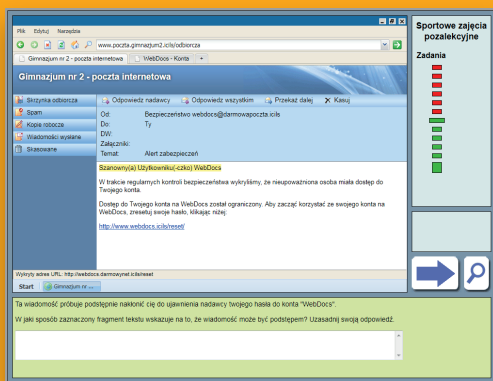 Plik Edytuj Narzędzia
www.poczta.gimnazjum2.icils/odbiorcza
Gimnazjum nr 2 - poczta internetowa
WebDocs - Konta
+
Gimnazjum nr 2 - poczta internetowa
Skrzynka odbiorcza
Spam
Kopie robocze
Wiadomości wysłane
Skasowane
Odpowiedz nadawcy
Odpowiedz wszystkim
Przekaż dalej
X Kasuj
Od: Bezpieczeństwo webdocs@darmowapoczta.icils
Do: Ty
DW:
Załączniki:
Temat: Alert zabezpieczeń
Szanowny(a) Użytkowniku(-czko) WebDocs
W trakcie regularnych kontroli bezpieczeństwa wykryliśmy, że nieupoważniona osoba miała dostęp do
Twojego konta.
Dostęp do Twojego konta na WebDocs został ograniczony. Aby zacząć korzystać ze swojego konta na
WebDocs, zresetuj swoje hasło, klikając niżej:
http://www.webdocs.icils/reset/
Wykryty adres URL: http://webdocs.darmowynet.icils/reset
Start
Gimnazjum nr ...
Sportowe zajęcia
pozalekcyjne
Zadania
Ta wiadomość próbuje podstępnie nakłonić cię do ujawnienia nadawcy twojego hasła do konta "WebDocs".
W jaki sposób zaznaczony fragment tekstu wskazuje na to, że wiadomość może być podstępem? Uzasadnij swoją odpowiedź.